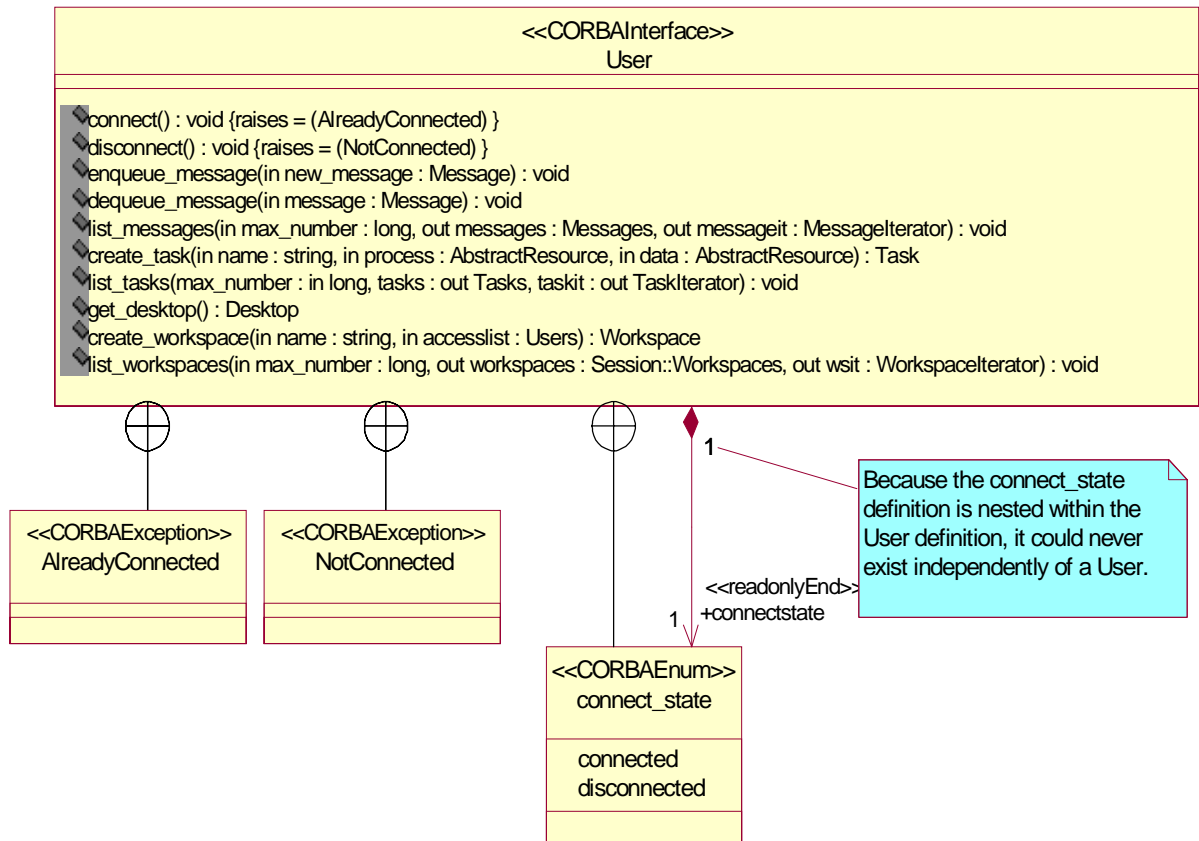 <<CORBAInterface>>
User
connect() : void {raises = (AlreadyConnected) }
disconnect() : void {raises = (NotConnected) }
enqueue_message(in new_message : Message) : void
dequeue_message(in message : Message) : void
list_messages(in max_number : long, out messages : Messages, out messageit : MessageIterator) : void
create_task(in name : string, in process : AbstractResource, in data : AbstractResource) : Task
list_tasks(max_number : in long, tasks : out Tasks, taskit : out TaskIterator) : void
get_desktop() : Desktop
create_workspace(in name : string, in accesslist : Users) : Workspace
list_workspaces(in max_number : long, out workspaces : Session::Workspaces, out wsit : WorkspaceIterator) : void
1
Because the connect_state
definition is nested within the
User definition, it could never
exist independently of a User.
<<CORBAException>>
AlreadyConnected
<<CORBAException>>
NotConnected
<<readonlyEnd>>
+connectstate
1
<<CORBAEnum>>
connect_state
connected
disconnected